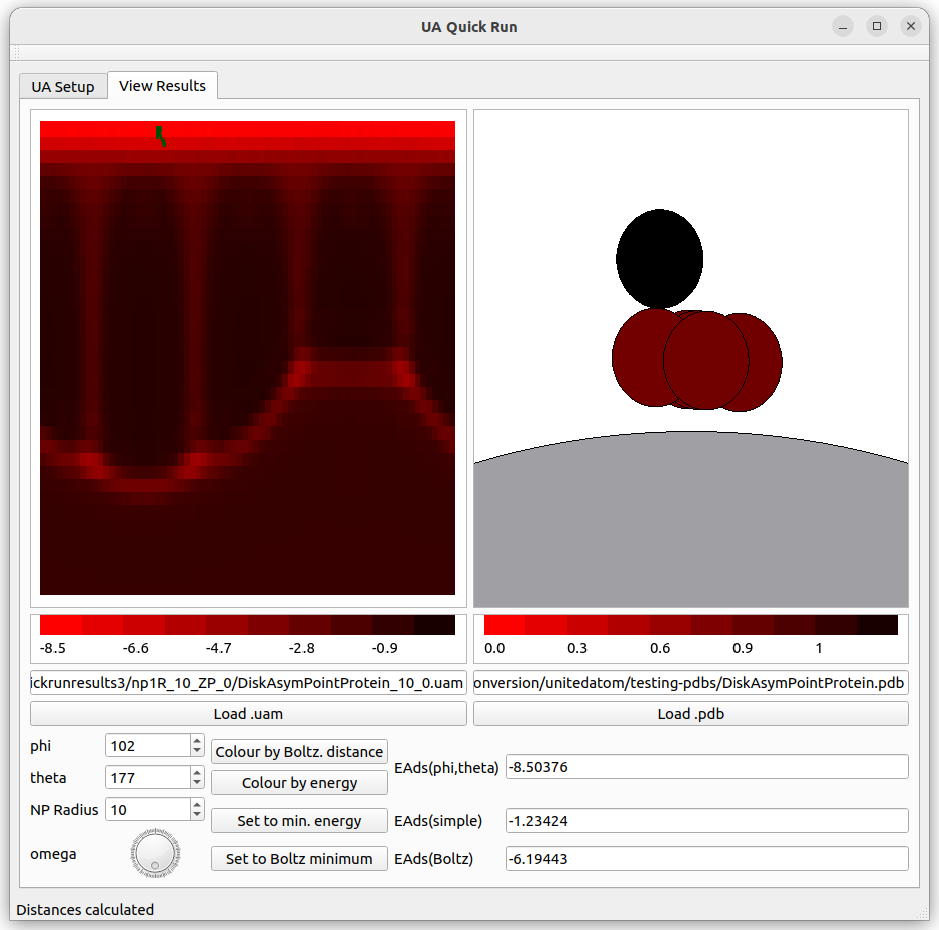 UA Quick Run
UA Setup
View Results
-8.5 -6.6 -4.7 -2.8 -0.9
0.0 0.3 0.6 0.9 1
ickrunresults3/np1R_10_ZP_0/DiskAsymPointProtein_10_0.uam
onversion/unitedatom/testing-pdbs/DiskAsymPointProtein.pdb
Load .uam
Load .pdb
phi 102
theta 177
NP Radius 10
omega
Colour by Boltz. distance
Colour by energy
Set to min. energy
Set to Boltz minimum
EAds(phi,theta) -8.50376
EAds(simple) -1.23424
EAds(Boltz) -6.19443
Distances calculated